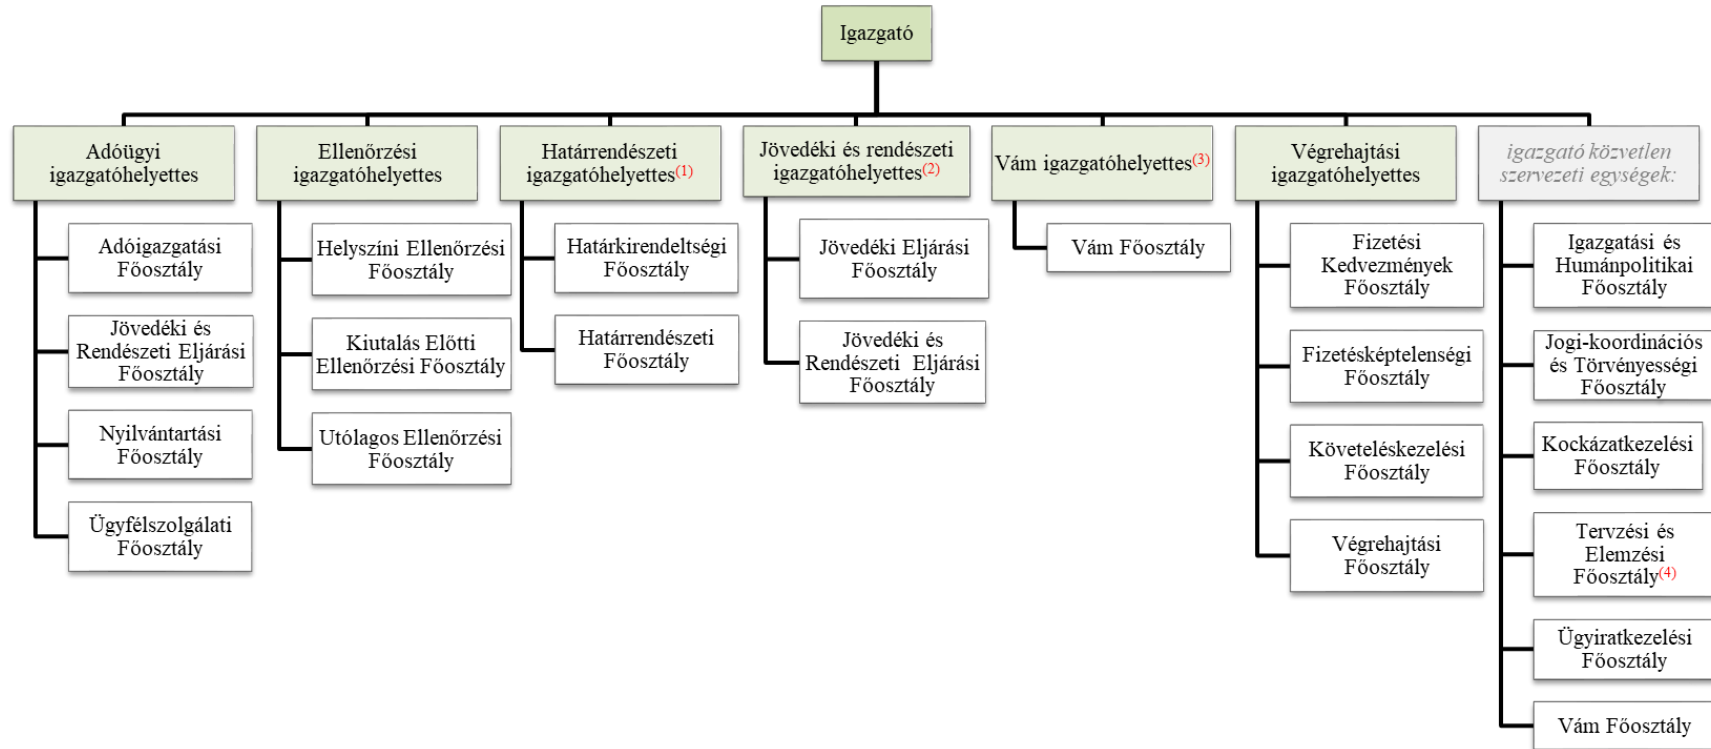 Igazgató
Adóügyi
igazgatóhelyettes
Adóigazgatási
Főosztály
Jövedéki és
Rendészeti Eljárási
Főosztály
Nyilvántartási
Főosztály
Ügyfélszolgálati
Főosztály
Ellenőrzési
igazgatóhelyettes
Helyszíni Ellenőrzési
Főosztály
Kiutalás Előtti
Ellenőrzési Főosztály
Utólagos Ellenőrzési
Főosztály
Határrendészeti
igazgatóhelyettes(1)
Határkirendeltségi
Főosztály
Határrendészeti
Főosztály
Jövedéki és rendészeti
igazgatóhelyettes(2)
Jövedéki Eljárási
Főosztály
Jövedéki és
Rendészeti Eljárási
Főosztály
Vám igazgatóhelyettes(3)
Vám Főosztály
Végrehajtási
igazgatóhelyettes
Fizetési
Kedvezmények
Főosztály
Fizetésképtelenségi
Főosztály
Követeléskezelési
Főosztály
Végrehajtási
Főosztály
igazgató közvetlen
szervezeti egységek:
Igazgatási és
Humánpolitikai
Főosztály
Jogi-koordinációs
és Törvényességi
Főosztály
Kockázatkezelési
Főosztály
Tervzési és
Elemzési
Főosztály(4)
Ügyiratkezelési
Főosztály
Vám Főosztály